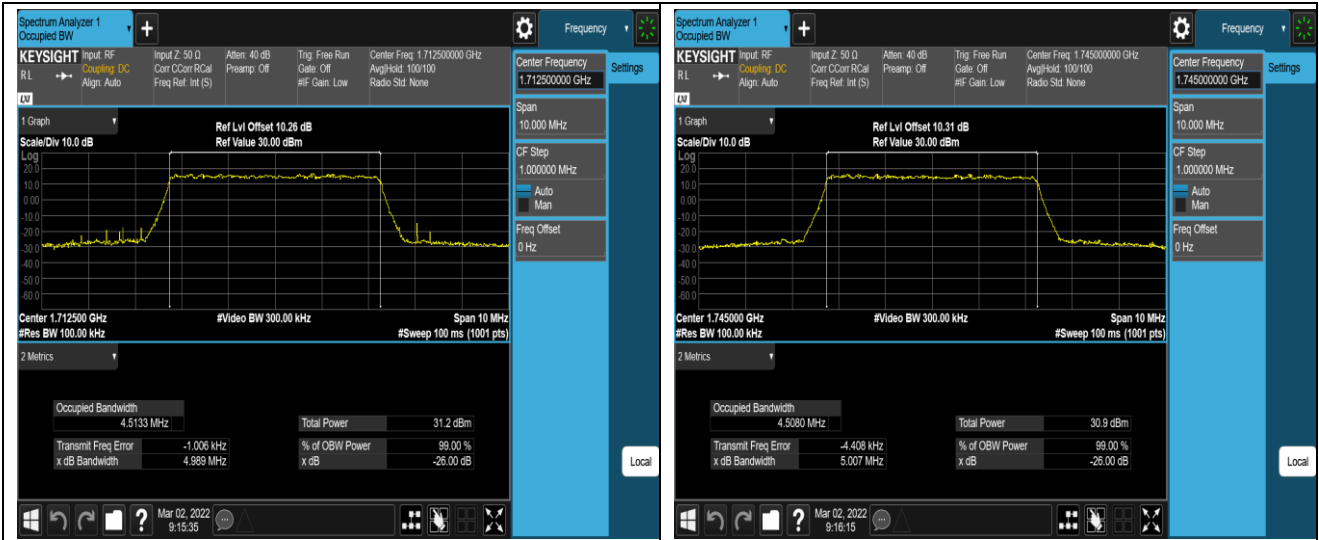 Spectrum Analyzer 1
Occupied BW
+
Frequency
KEYSIGHT
R L
LXI
Input: RF
Coupling: DC
Align: Auto
Input Z: 50 Ω
Corr CCorr RCal
Freq Ref: Int (S)
Atten: 40 dB
Preamp: Off
Trig: Free Run
Gate: Off
#IF Gain: Low
Center Freq: 1.712500000 GHz
Avg|Hold: 100/100
Radio Std: None
Center Frequency
1.712500000 GHz
Settings
Span
10.000 MHz
CF Step
1.000000 MHz
Auto
Man
Freq Offset
0 Hz
Local
1 Graph
Scale/Div 10.0 dB
Ref Lvl Offset 10.26 dB
Ref Value 30.00 dBm
Log
20.0
10.0
0.00
-10.0
-20.0
-30.0
-40.0
-50.0
-60.0
Center 1.712500 GHz
#Video BW 300.00 kHz
Span 10 MHz
#Res BW 100.00 kHz
#Sweep 100 ms (1001 pts)
2 Metrics
Occupied Bandwidth
4.5133 MHz
Total Power 31.2 dBm
Transmit Freq Error -1.006 kHz
% of OBW Power 99.00 %
x dB Bandwidth 4.989 MHz
x dB -26.00 dB
?
Mar 02, 2022
9:15:35
Spectrum Analyzer 1
Occupied BW
+
Frequency
KEYSIGHT
R L
LXI
Input: RF
Coupling: DC
Align: Auto
Input Z: 50 Ω
Corr CCorr RCal
Freq Ref: Int (S)
Atten: 40 dB
Preamp: Off
Trig: Free Run
Gate: Off
#IF Gain: Low
Center Freq: 1.745000000 GHz
Avg|Hold: 100/100
Radio Std: None
Center Frequency
1.745000000 GHz
Settings
Span
10.000 MHz
CF Step
1.000000 MHz
Auto
Man
Freq Offset
0 Hz
Local
1 Graph
Scale/Div 10.0 dB
Ref Lvl Offset 10.31 dB
Ref Value 30.00 dBm
Log
20.0
10.0
0.00
-10.0
-20.0
-30.0
-40.0
-50.0
-60.0
Center 1.745000 GHz
#Video BW 300.00 kHz
Span 10 MHz
#Res BW 100.00 kHz
#Sweep 100 ms (1001 pts)
2 Metrics
Occupied Bandwidth
4.5080 MHz
Total Power 30.9 dBm
Transmit Freq Error -4.408 kHz
% of OBW Power 99.00 %
x dB Bandwidth 5.007 MHz
x dB -26.00 dB
?
Mar 02, 2022
9:16:15